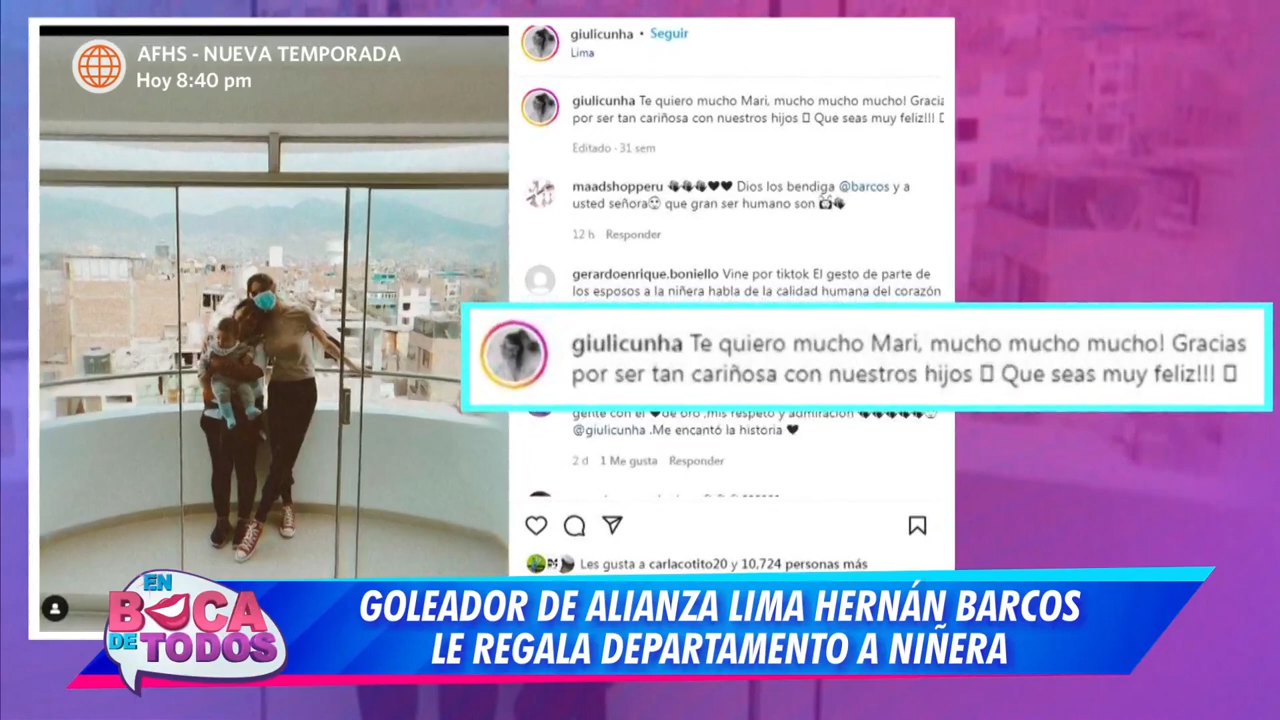 AFHS - NUEVA TEMPORADA
Hoy 8:40 pm
giulicunha • Seguir
Lima
giulicunha Te quiero mucho Mari, mucho mucho mucho! Gracia
por ser tan cariñosa con nuestros hijos Que seas muy feliz!!!
Editado · 31 sem
maadshopperu Dios los bendiga @barcos y a
usted señora que gran ser humano son
12 h Responder
gerardoenrique.boniello Vine por tiktok El gesto de parte de
los esposos a la niñera habla de la calidad humana del corazón
giulicunha Te quiero mucho Mari, mucho mucho mucho! Gracias
por ser tan cariñosa con nuestros hijos Que seas muy feliz!!!
gente con el de oro ,mis respeto y admiración
@giulicunha .Me encantó la historia
2 d 1 Me gusta Responder
Les gusta a carlacotito20 y 10,724 personas más
EN
BOCA
DE TODOS
GOLEADOR DE ALIANZA LIMA HERNÁN BARCOS
LE REGALA DEPARTAMENTO A NIÑERA